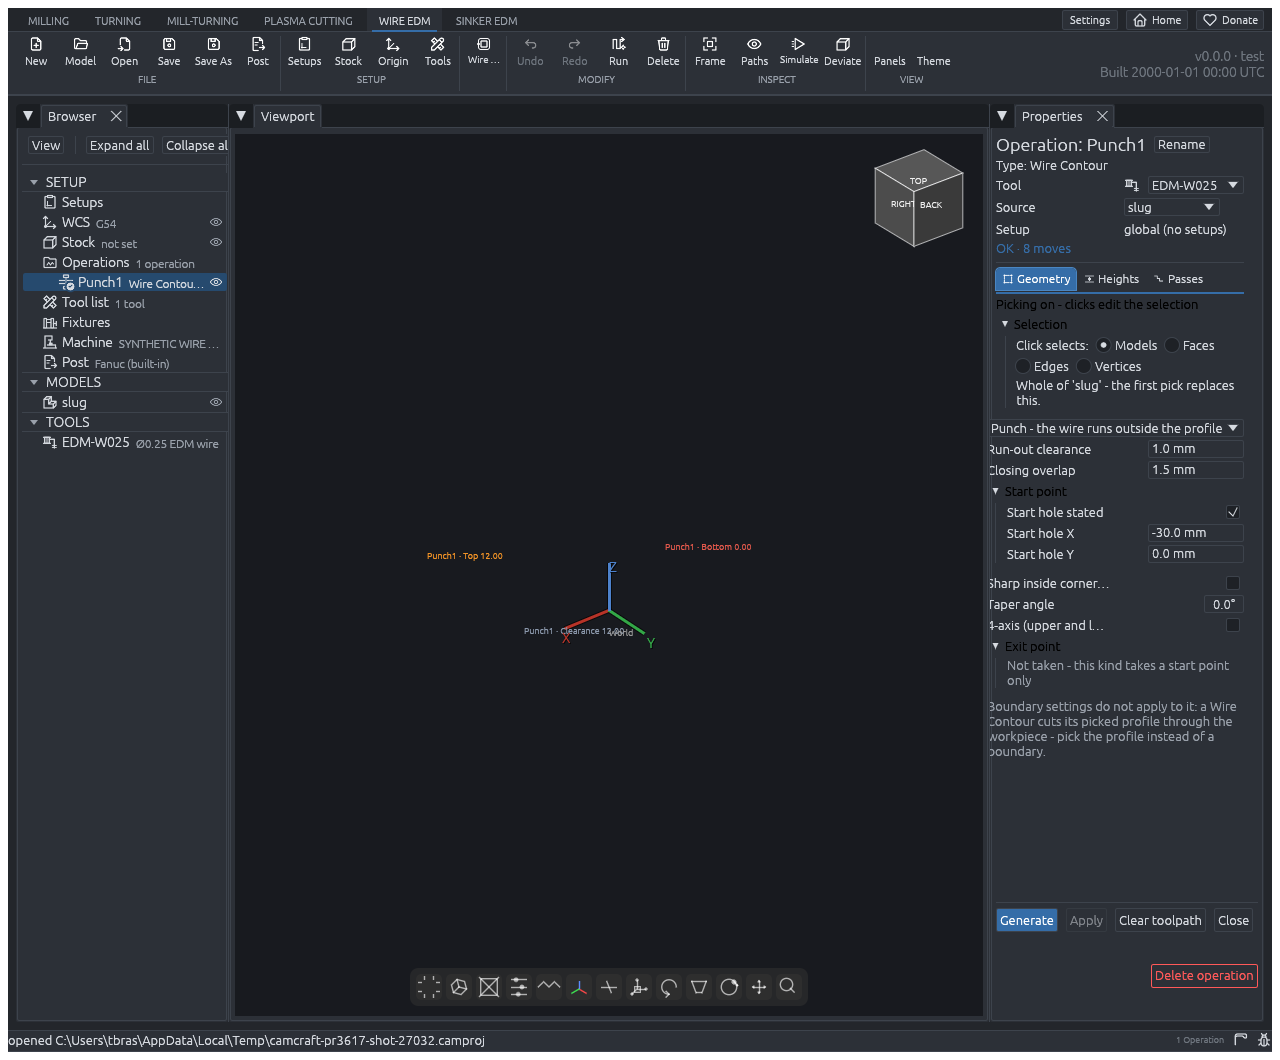 MILLING TURNING MILL-TURNING PLASMA CUTTING WIRE EDM SINKER EDM Settings Home Donate
New Model Open Save Save As Post Setups Stock Origin Tools Wire ... Undo Redo Run Delete Frame Paths Simulate Deviate Panels Theme
FILE SETUP MODIFY INSPECT VIEW
v0.0.0 · test
Built 2000-01-01 00:00 UTC
Browser Viewport Properties
View Expand all Collapse al
SETUP
Setups
WCS G54
Stock not set
Operations 1 operation
Punch1 Wire Contou...
Tool list 1 tool
Fixtures
Machine SYNTHETIC WIRE ...
Post Fanuc (built-in)
MODELS
slug
TOOLS
EDM-W025 Ø0.25 EDM wire
TOP
RIGHT BACK
Punch1 · Top 12.00
Punch1 · Bottom 0.00
Z
Punch1 · Clearance 12.00
World
X
Y
Operation: Punch1 Rename
Type: Wire Contour
Tool EDM-W025
Source slug
Setup global (no setups)
OK · 8 moves
Geometry Heights Passes
Picking on - clicks edit the selection
Selection
Click selects: Models Faces
Edges Vertices
Whole of 'slug' - the first pick replaces
this.
Punch - the wire runs outside the profile
Run-out clearance 1.0 mm
Closing overlap 1.5 mm
Start point
Start hole stated
Start hole X -30.0 mm
Start hole Y 0.0 mm
Sharp inside corner...
Taper angle 0.0°
4-axis (upper and l...
Exit point
Not taken - this kind takes a start point
only
Boundary settings do not apply to it: a Wire
Contour cuts its picked profile through the
workpiece - pick the profile instead of a
boundary.
Generate Apply Clear toolpath Close
Delete operation
opened C:\Users\tbras\AppData\Local\Temp\camcraft-pr3617-shot-27032.camproj
1 Operation